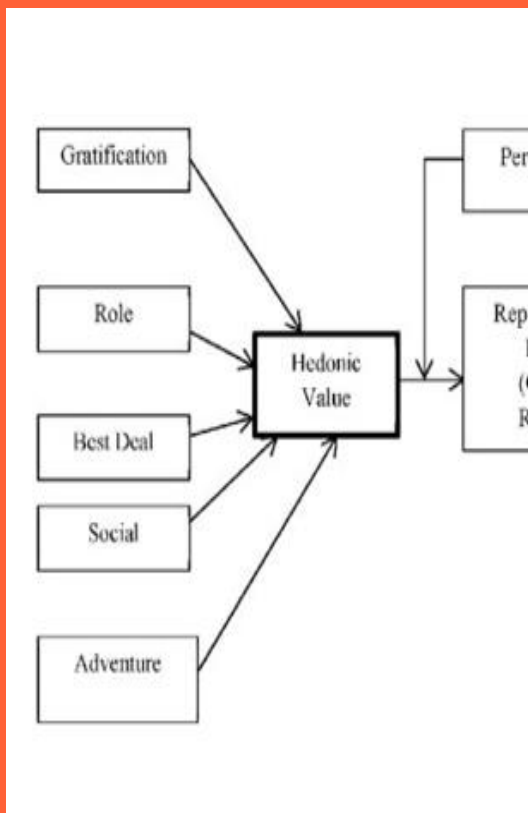 Gratification
Role
Best Deal
Social
Adventure
Hedonic
Value